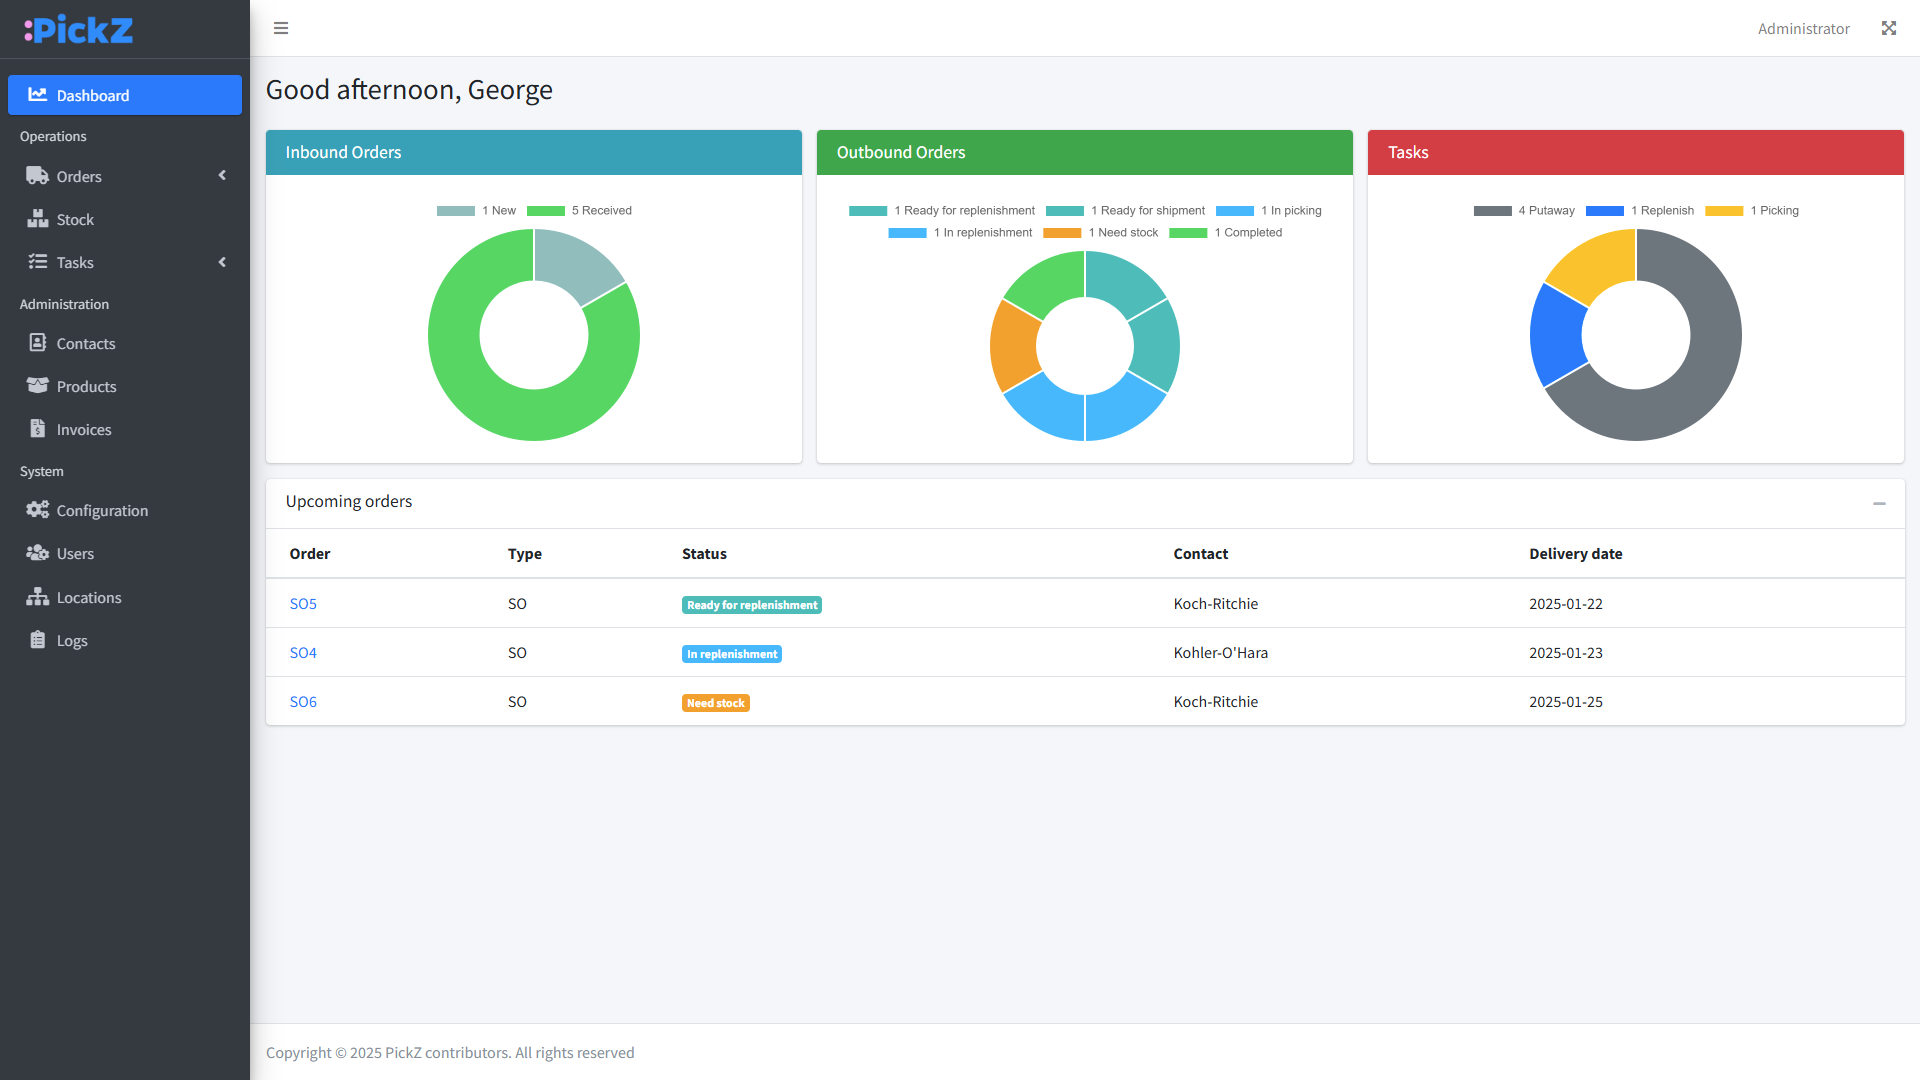 :PickZ
Administrator
Dashboard
Operations
Orders
Stock
Tasks
Administration
Contacts
Products
Invoices
System
Configuration
Users
Locations
Logs
Good afternoon, George
Inbound Orders
1 New 5 Received
Outbound Orders
1 Ready for replenishment 1 Ready for shipment 1 In picking
1 In replenishment 1 Need stock 1 Completed
Tasks
4 Putaway 1 Replenish 1 Picking
Upcoming orders
Order Type Status Contact Delivery date
SO5 SO Ready for replenishment Koch-Ritchie 2025-01-22
SO4 SO In replenishment Kohler-O'Hara 2025-01-23
SO6 SO Need stock Koch-Ritchie 2025-01-25
Copyright © 2025 PickZ contributors. All rights reserved